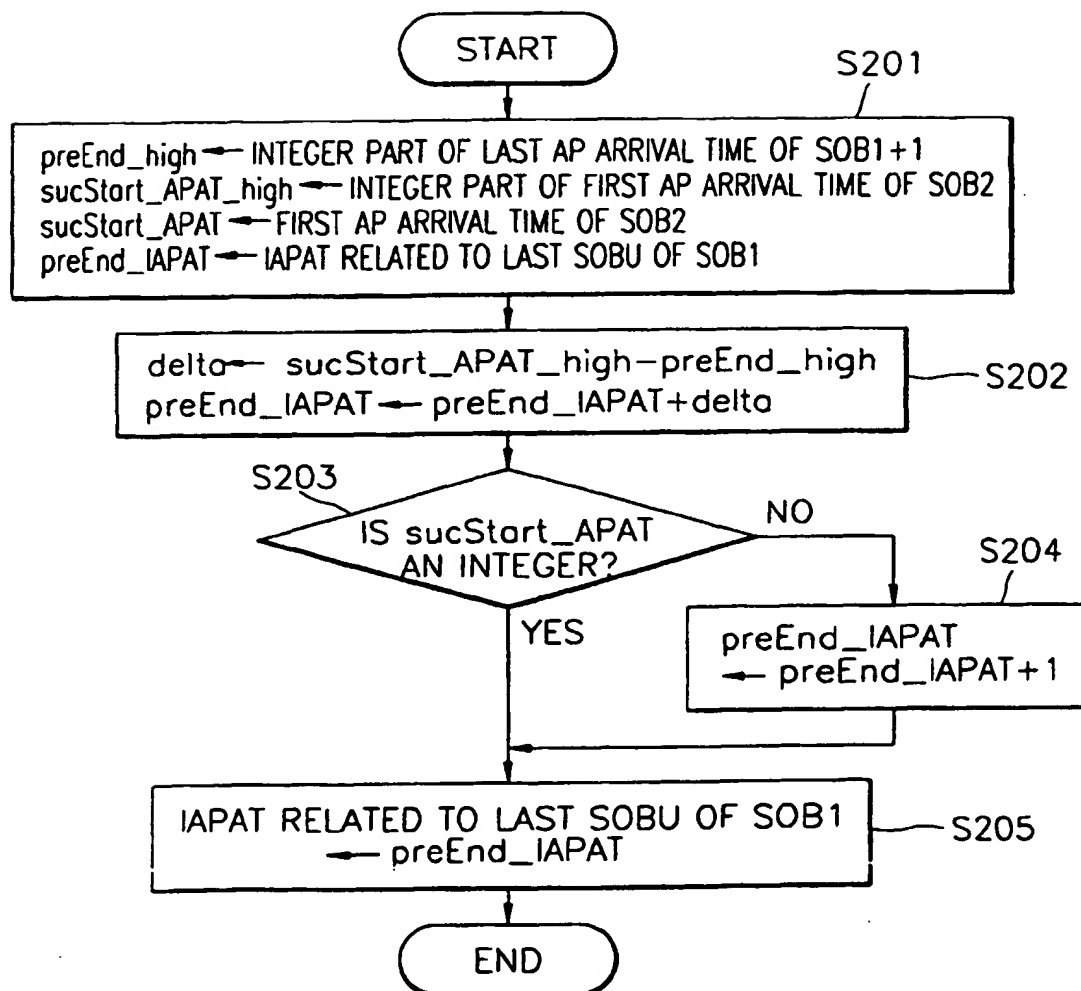 START
S201
preEnd_high← INTEGER PART OF LAST AP ARRIVAL TIME OF SOB1+1
sucStart_APAT_high← INTEGER PART OF FIRST AP ARRIVAL TIME OF SOB2
sucStart_APAT← FIRST AP ARRIVAL TIME OF SOB2
preEnd_IAPAT← IAPAT RELATED TO LAST SOBU OF SOB1
delta← sucStart_APAT_high−preEnd_high
preEnd_IAPAT← preEnd_IAPAT+delta
S202
S203
IS sucStart_APAT
AN INTEGER?
NO
YES
S204
preEnd_IAPAT
← preEnd_IAPAT+1
IAPAT RELATED TO LAST SOBU OF SOB1
← preEnd_IAPAT
S205
END